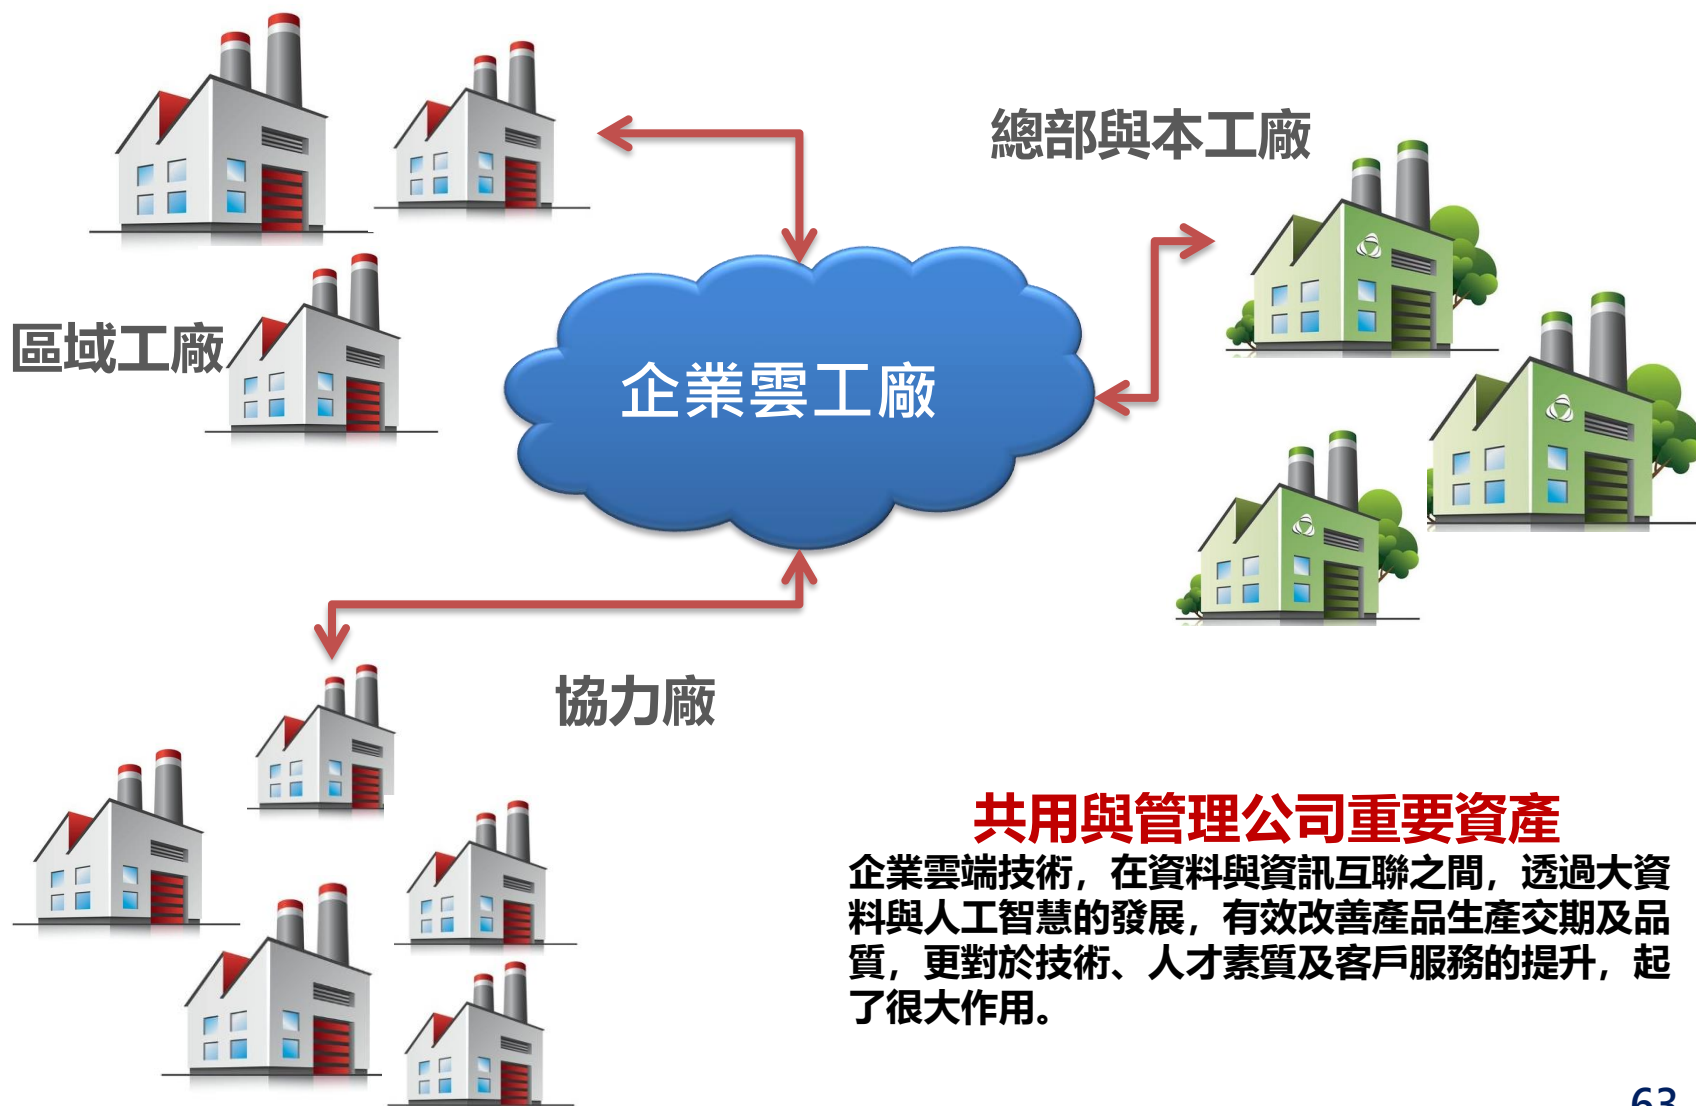 總部與本工廠
區域工廠
企業雲工廠
協力廠
共用與管理公司重要資產
企業雲端技術，在資料與資訊互聯之間，透過大資
料與人工智慧的發展，有效改善產品生產交期及品
質，更對於技術、人才素質及客戶服務的提升，起
了很大作用。
63